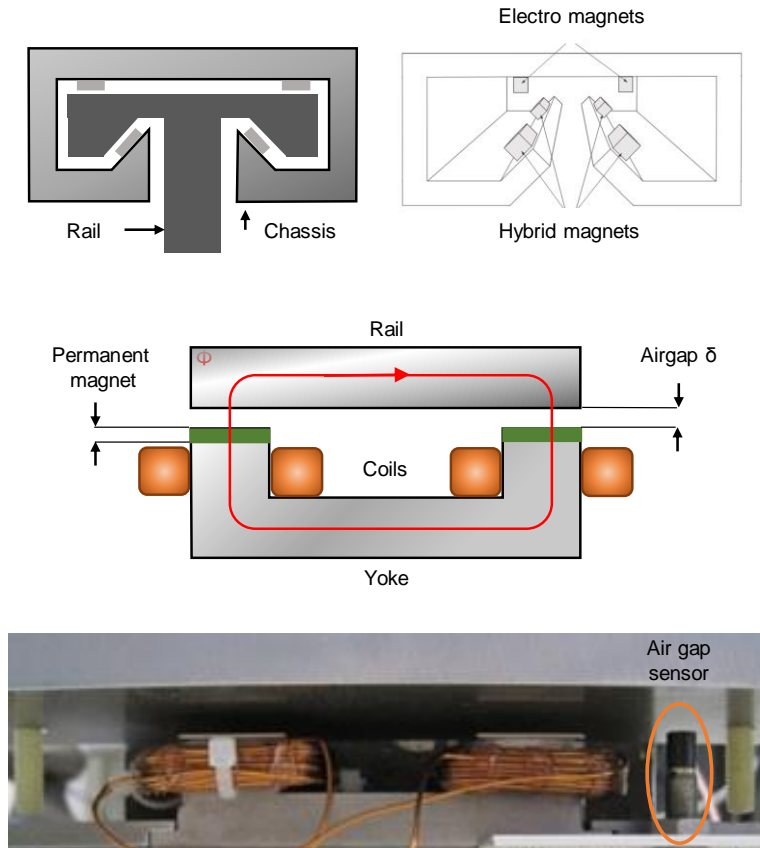 Electro magnets
Rail
Chassis
Hybrid magnets
Rail
Permanent
magnet
Airgap δ
Φ
Coils
Yoke
Air gap
sensor